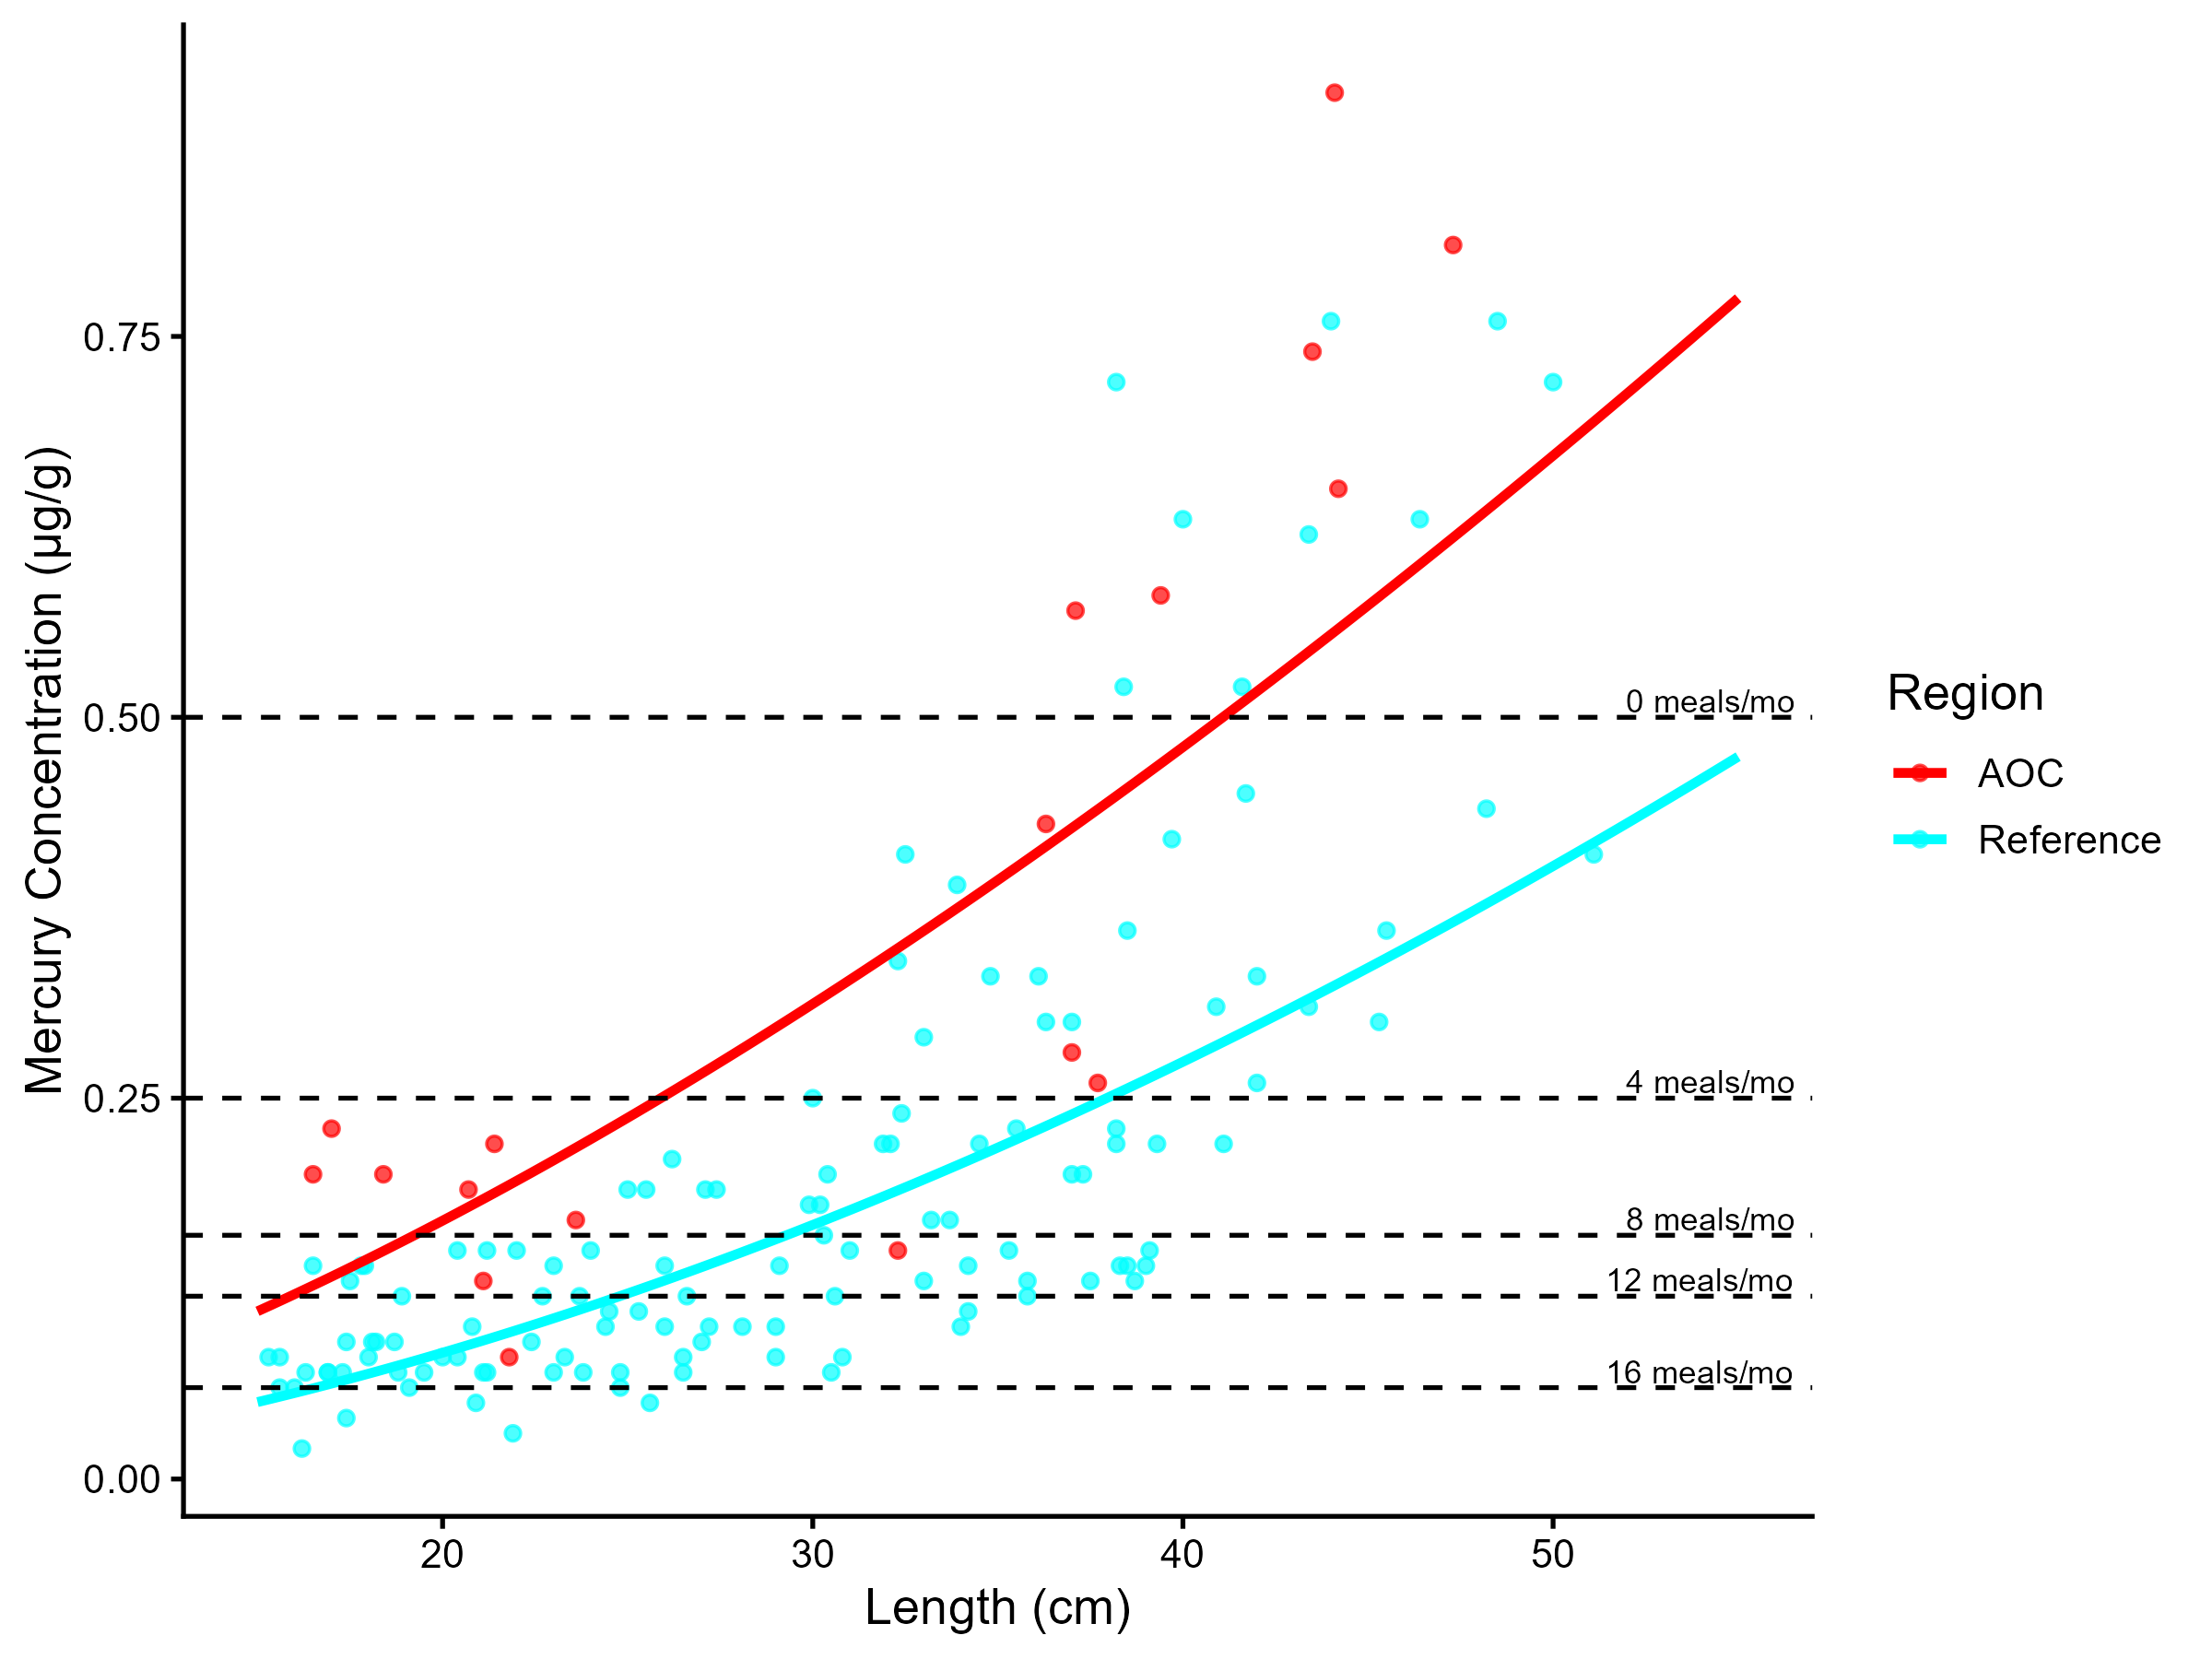 Mercury Concentration (µg/g)
0.75
0.50
0.25
0.00
0 meals/mo
4 meals/mo
8 meals/mo
12 meals/mo
16 meals/mo
20 30 40 50
Length (cm)
Region
AOC
Reference